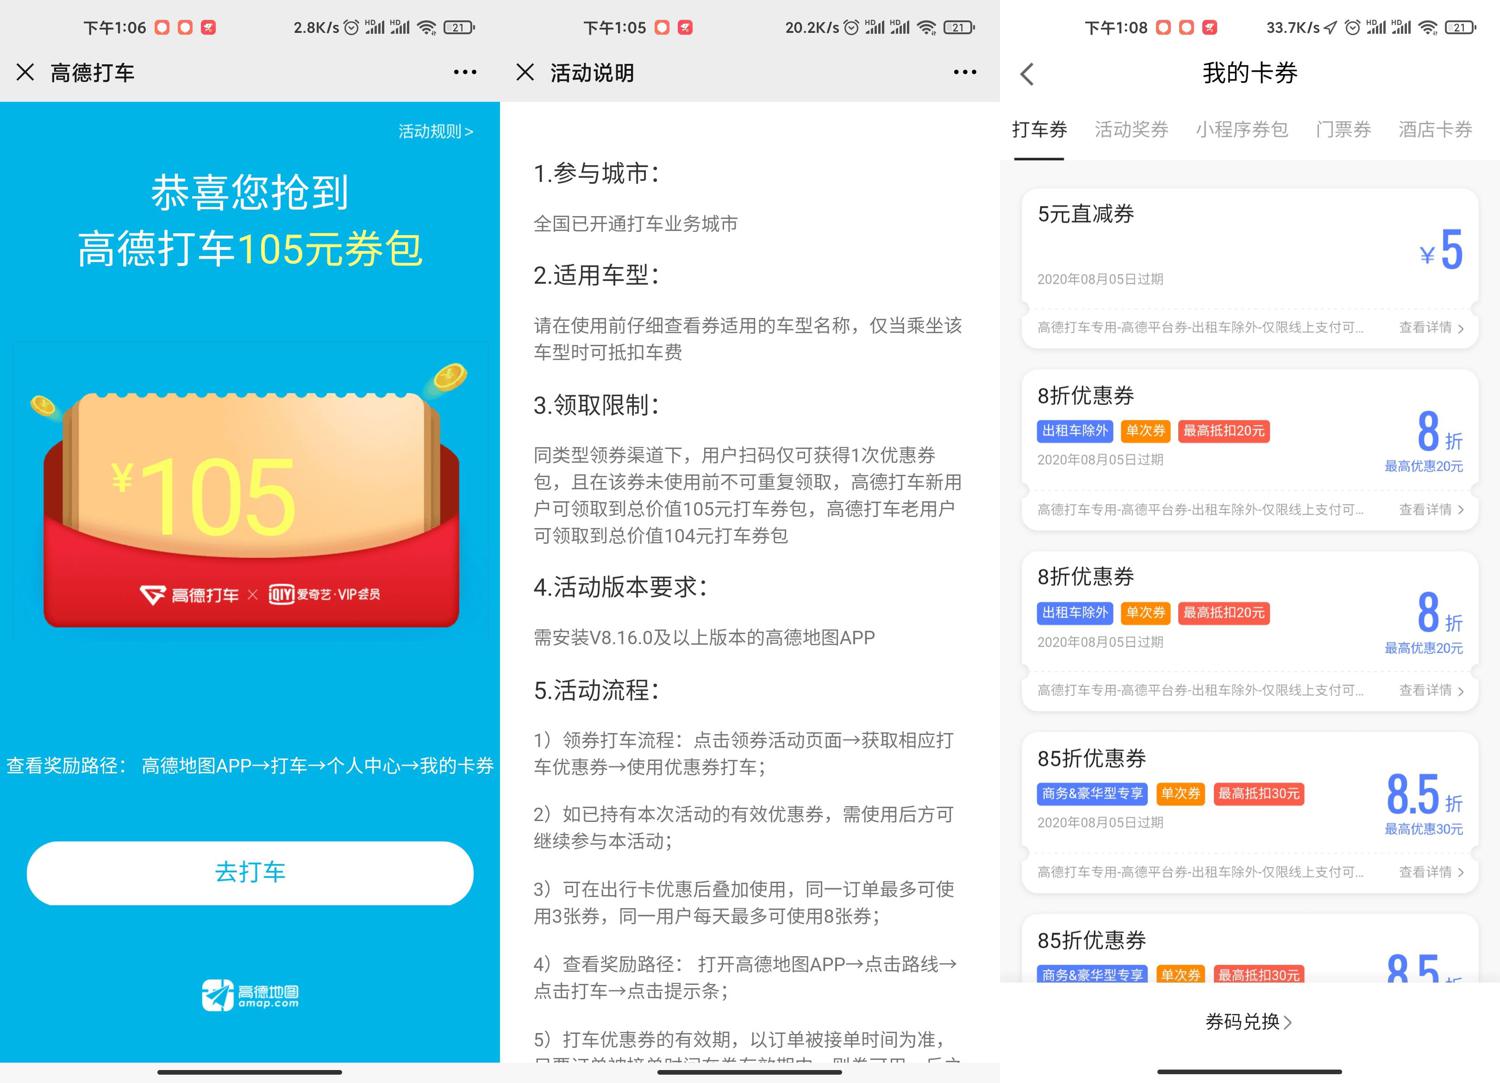 下午1:06
2.8K/s
HD
HD
21
高德打车
活动规则>
恭喜您抢到
高德打车105元券包
¥105
高德打车 × QIY 爱奇艺·VIP会员
查看奖励路径： 高德地图APP→打车→个人中心→我的卡券
去打车
高德地图
amap.com
下午1:05
20.2K/s
HD
HD
21
活动说明
1.参与城市：
全国已开通打车业务城市
2.适用车型：
请在使用前仔细查看券适用的车型名称，仅当乘坐该
车型时可抵扣车费
3.领取限制：
同类型领券渠道下，用户扫码仅可获得1次优惠券
包，且在该券未使用前不可重复领取，高德打车新用
户可领取到总价值105元打车券包，高德打车老用户
可领取到总价值104元打车券包
4.活动版本要求：
需安装V8.16.0及以上版本的高德地图APP
5.活动流程：
1）领券打车流程：点击领券活动页面→获取相应打
车优惠券→使用优惠券打车；
2）如已持有本次活动的有效优惠券，需使用后方可
继续参与本活动；
3）可在出行卡优惠后叠加使用，同一订单最多可使
用3张券，同一用户每天最多可使用8张券；
4）查看奖励路径： 打开高德地图APP→点击路线→
点击打车→点击提示条；
5）打车优惠券的有效期，以订单被接单时间为准，
下午1:08
33.7K/s
HD
HD
21
我的卡券
打车券 活动奖券 小程序券包 门票券 酒店卡券
5元直减券
¥5
2020年08月05日过期
高德打车专用-高德平台券-出租车除外-仅限线上支付可... 查看详情
8折优惠券
出租车除外 单次券 最高抵扣20元
8折
2020年08月05日过期
最高优惠20元
高德打车专用-高德平台券-出租车除外-仅限线上支付可... 查看详情
8折优惠券
出租车除外 单次券 最高抵扣20元
8折
2020年08月05日过期
最高优惠20元
高德打车专用-高德平台券-出租车除外-仅限线上支付可... 查看详情
85折优惠券
商务&豪华型专享 单次券 最高抵扣30元
8.5折
2020年08月05日过期
最高优惠30元
高德打车专用-高德平台券-出租车除外-仅限线上支付可... 查看详情
85折优惠券
商务&豪华型专享 单次券 最高抵扣30元
8.5折
券码兑换